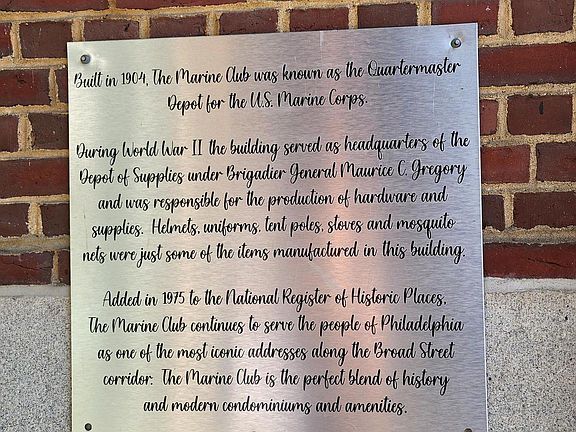 Built in 1904, The Marine Club was known as the Quartermaster
Depot for the U.S. Marine Corps.
During World War II the building served as headquarters of the
Depot of Supplies under Brigadier General Maurice C. Gregory
and was responsible for the production of hardware and
supplies. Helmets, uniforms, tent poles, stoves and mosquito
nets were just some of the items manufactured in this building.
Added in 1975 to the National Register of Historic Places,
The Marine Club continues to serve the people of Philadelphia
as one of the most iconic addresses along the Broad Street
corridor. The Marine Club is the perfect blend of history
and modern condominiums and amenities.